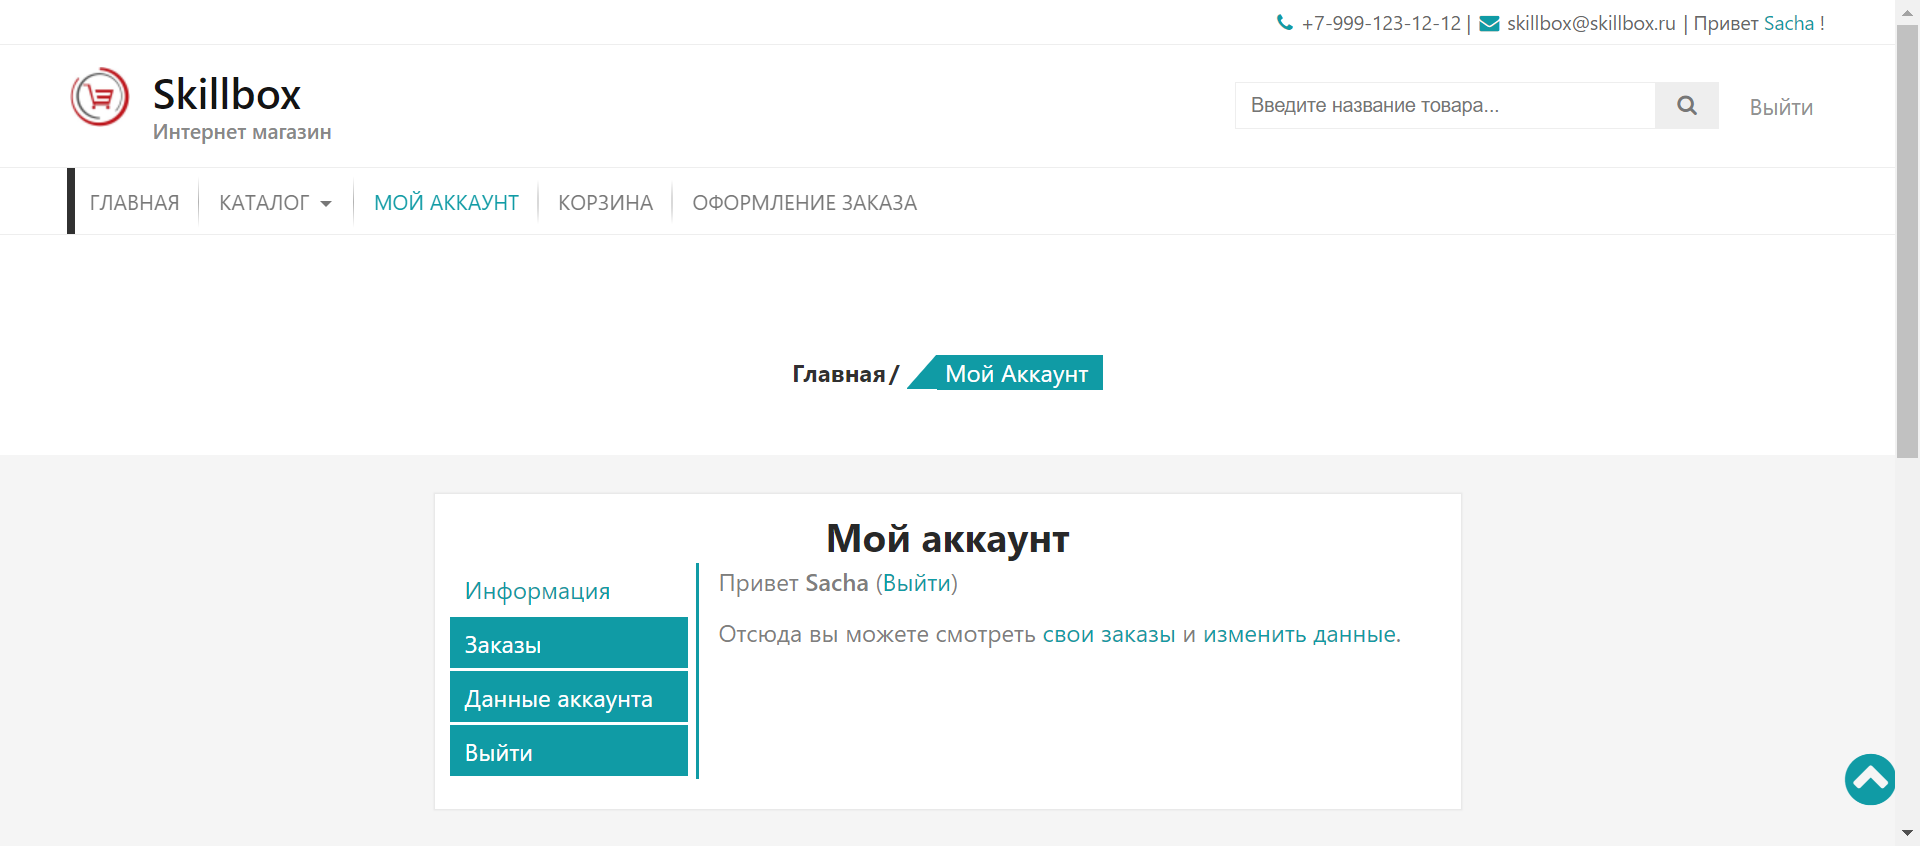 +7-999-123-12-12 | skillbox@skillbox.ru | Привет Sacha !
Skillbox
Интернет магазин
Введите название товара...
Выйти
ГЛАВНАЯ
КАТАЛОГ
МОЙ АККАУНТ
КОРЗИНА
ОФОРМЛЕНИЕ ЗАКАЗА
Главная /
Мой Аккаунт
Мой аккаунт
Информация
Заказы
Данные аккаунта
Выйти
Привет Sacha (Выйти)
Отсюда вы можете смотреть свои заказы и изменить данные.